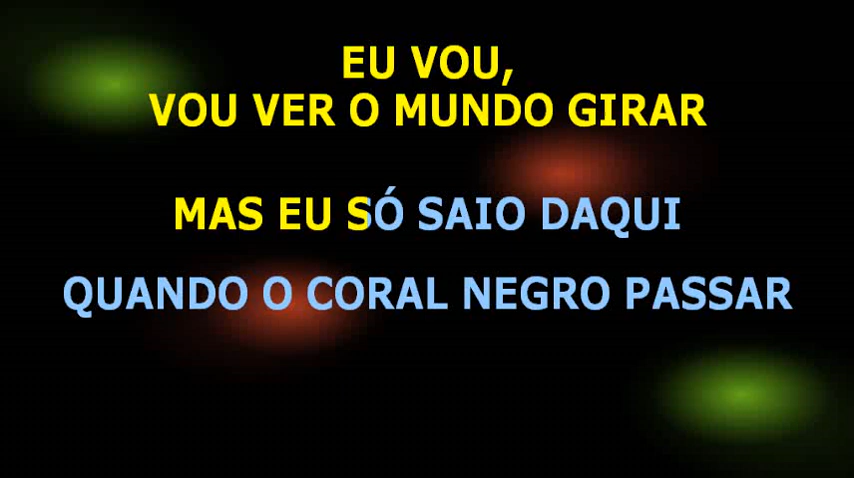 EU VOU,
VOU VER O MUNDO GIRAR
MAS EU SÓ SAIO DAQUI
QUANDO O CORAL NEGRO PASSAR